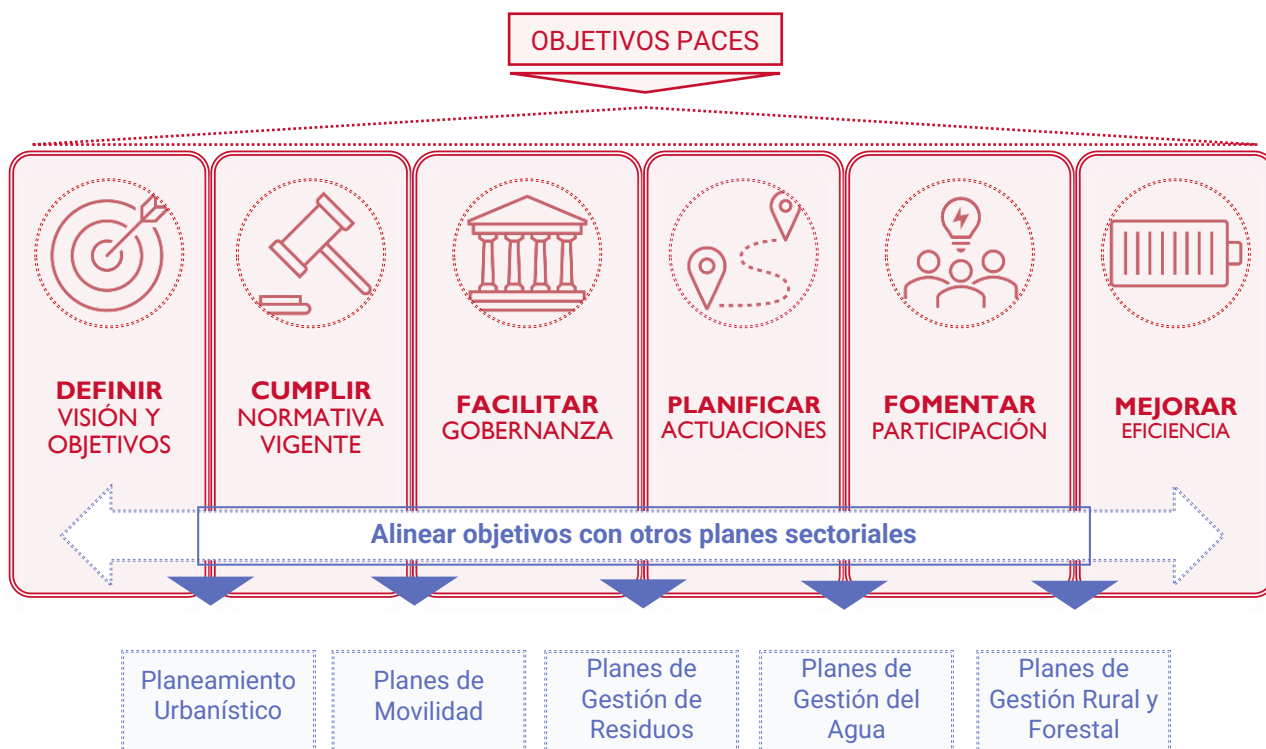 OBJETIVOS PACES
DEFINIR
VISIÓN Y
OBJETIVOS
CUMPLIR
NORMATIVA
VIGENTE
FACILITAR
GOBERNANZA
PLANIFICAR
ACTUACIONES
FOMENTAR
PARTICIPACIÓN
MEJORAR
EFICIENCIA
Alinear objetivos con otros planes sectoriales
Planeamiento
Urbanístico
Planes de
Movilidad
Planes de
Gestión de
Residuos
Planes de
Gestión del
Agua
Planes de
Gestión Rural y
Forestal